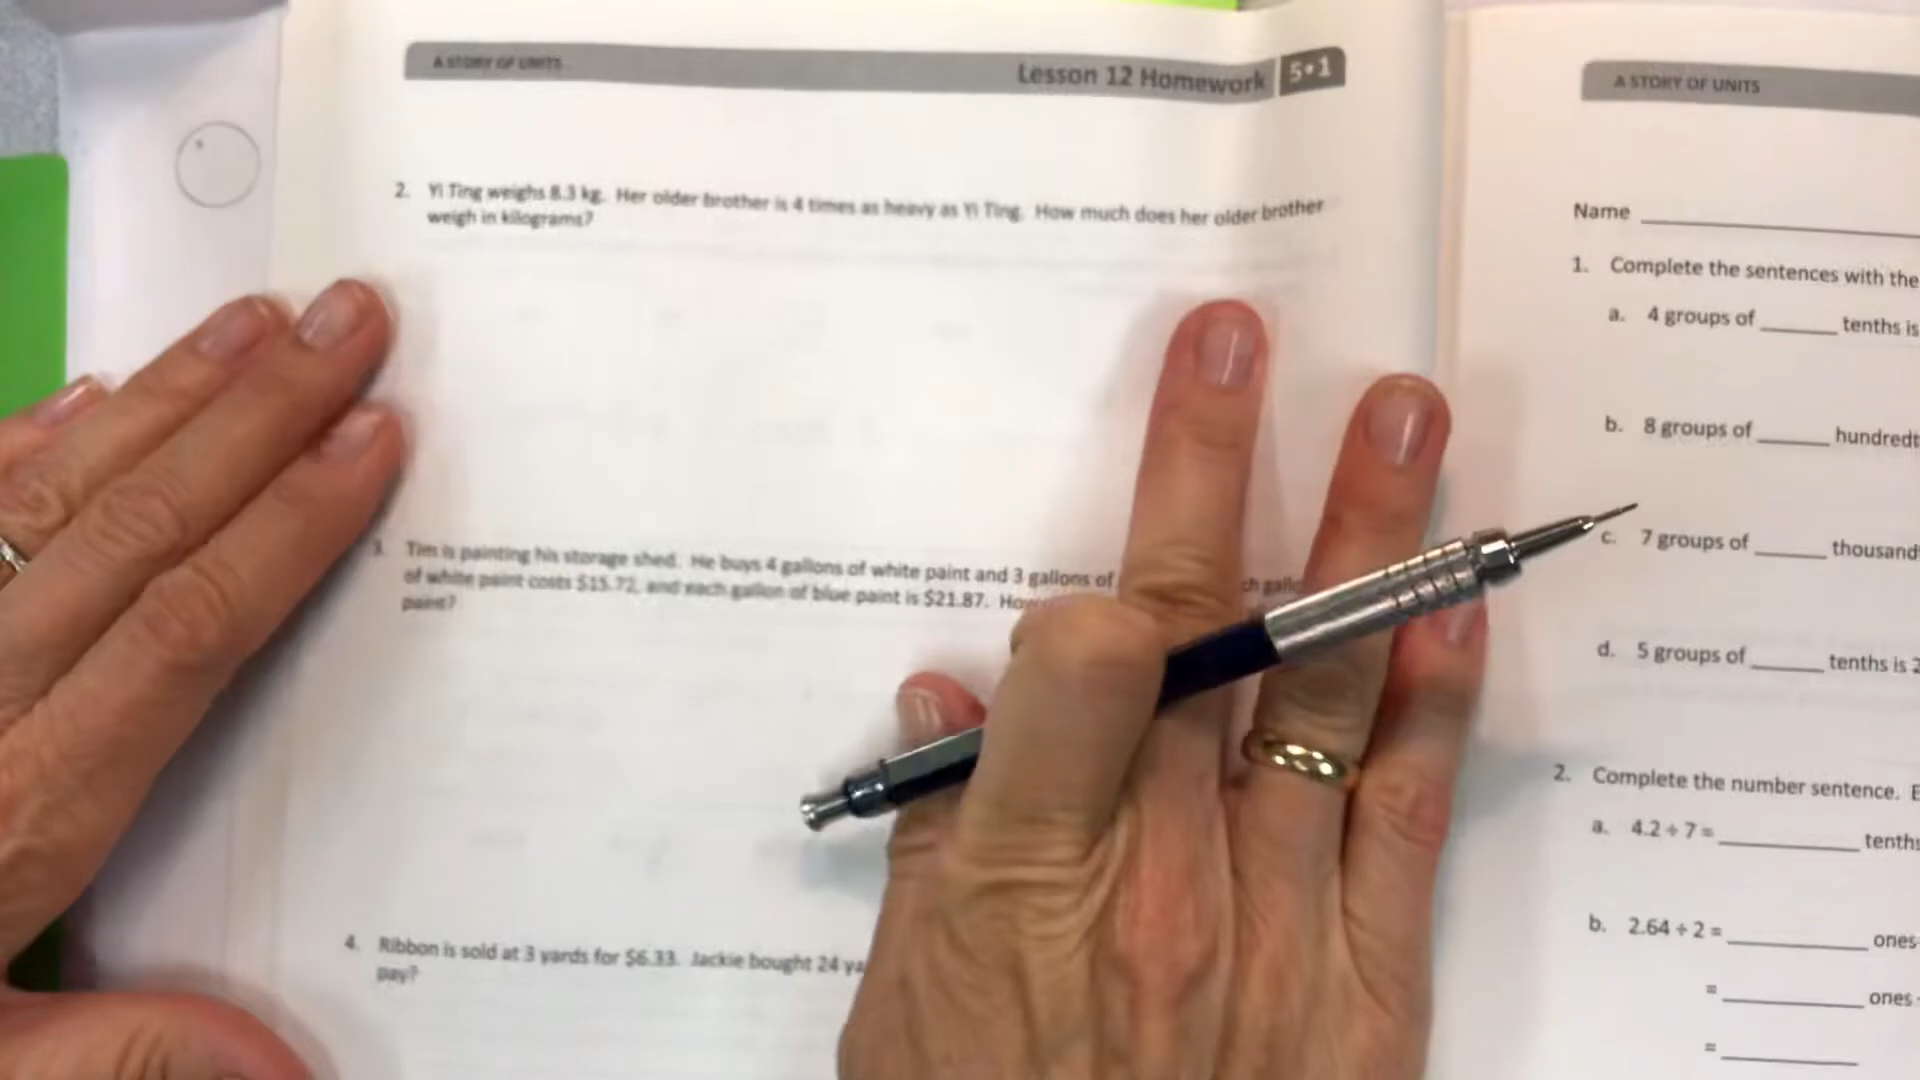 A STORY OF UNITS
Lesson 12 Homework 5•1
2. Yi Ting weighs 8.3 kg. Her older brother is 4 times as heavy as Yi Ting. How much does her older brother
weigh in kilograms?
3. Tim is painting his storage shed. He buys 4 gallons of white paint and 3 gallons of
of white paint costs $15.72, and each gallon of blue paint is $21.87.
paint?
4. Ribbon is sold at 3 yards for $6.33. Jackie bought 24
pay?
A STORY OF UNITS
Name
1. Complete the sentences with the
a. 4 groups of ______ tenths is
b. 8 groups of ______
c. 7 groups of ______
d. 5 groups of ______ tenths is
2. Complete the number sentence.
a. 4.2 ÷ 7 = ______
b. 2.64 ÷ 2 = ______ ones
= ______ ones
= ______